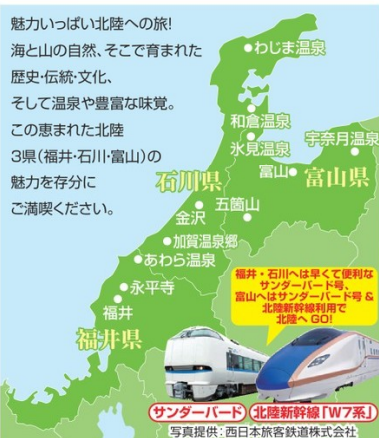 魅力いっぱい北陸への旅!
海と山の自然、そこで育まれた
歴史・伝統・文化、
そして温泉や豊富な味覚。
この恵まれた北陸
3県(福井・石川・富山)の
魅力を存分に
ご満喫ください。
わじま温泉
和倉温泉
氷見温泉
宇奈月温泉
富山
富山県
石川県
金沢
五箇山
加賀温泉郷
あわら温泉
永平寺
福井
福井県
福井・石川へは早くて便利な
サンダーバード号、
富山へはサンダーバード号&
北陸新幹線利用で
北陸へGO!
サンダーバード
北陸新幹線「W7系」
写真提供:西日本旅客鉄道株式会社